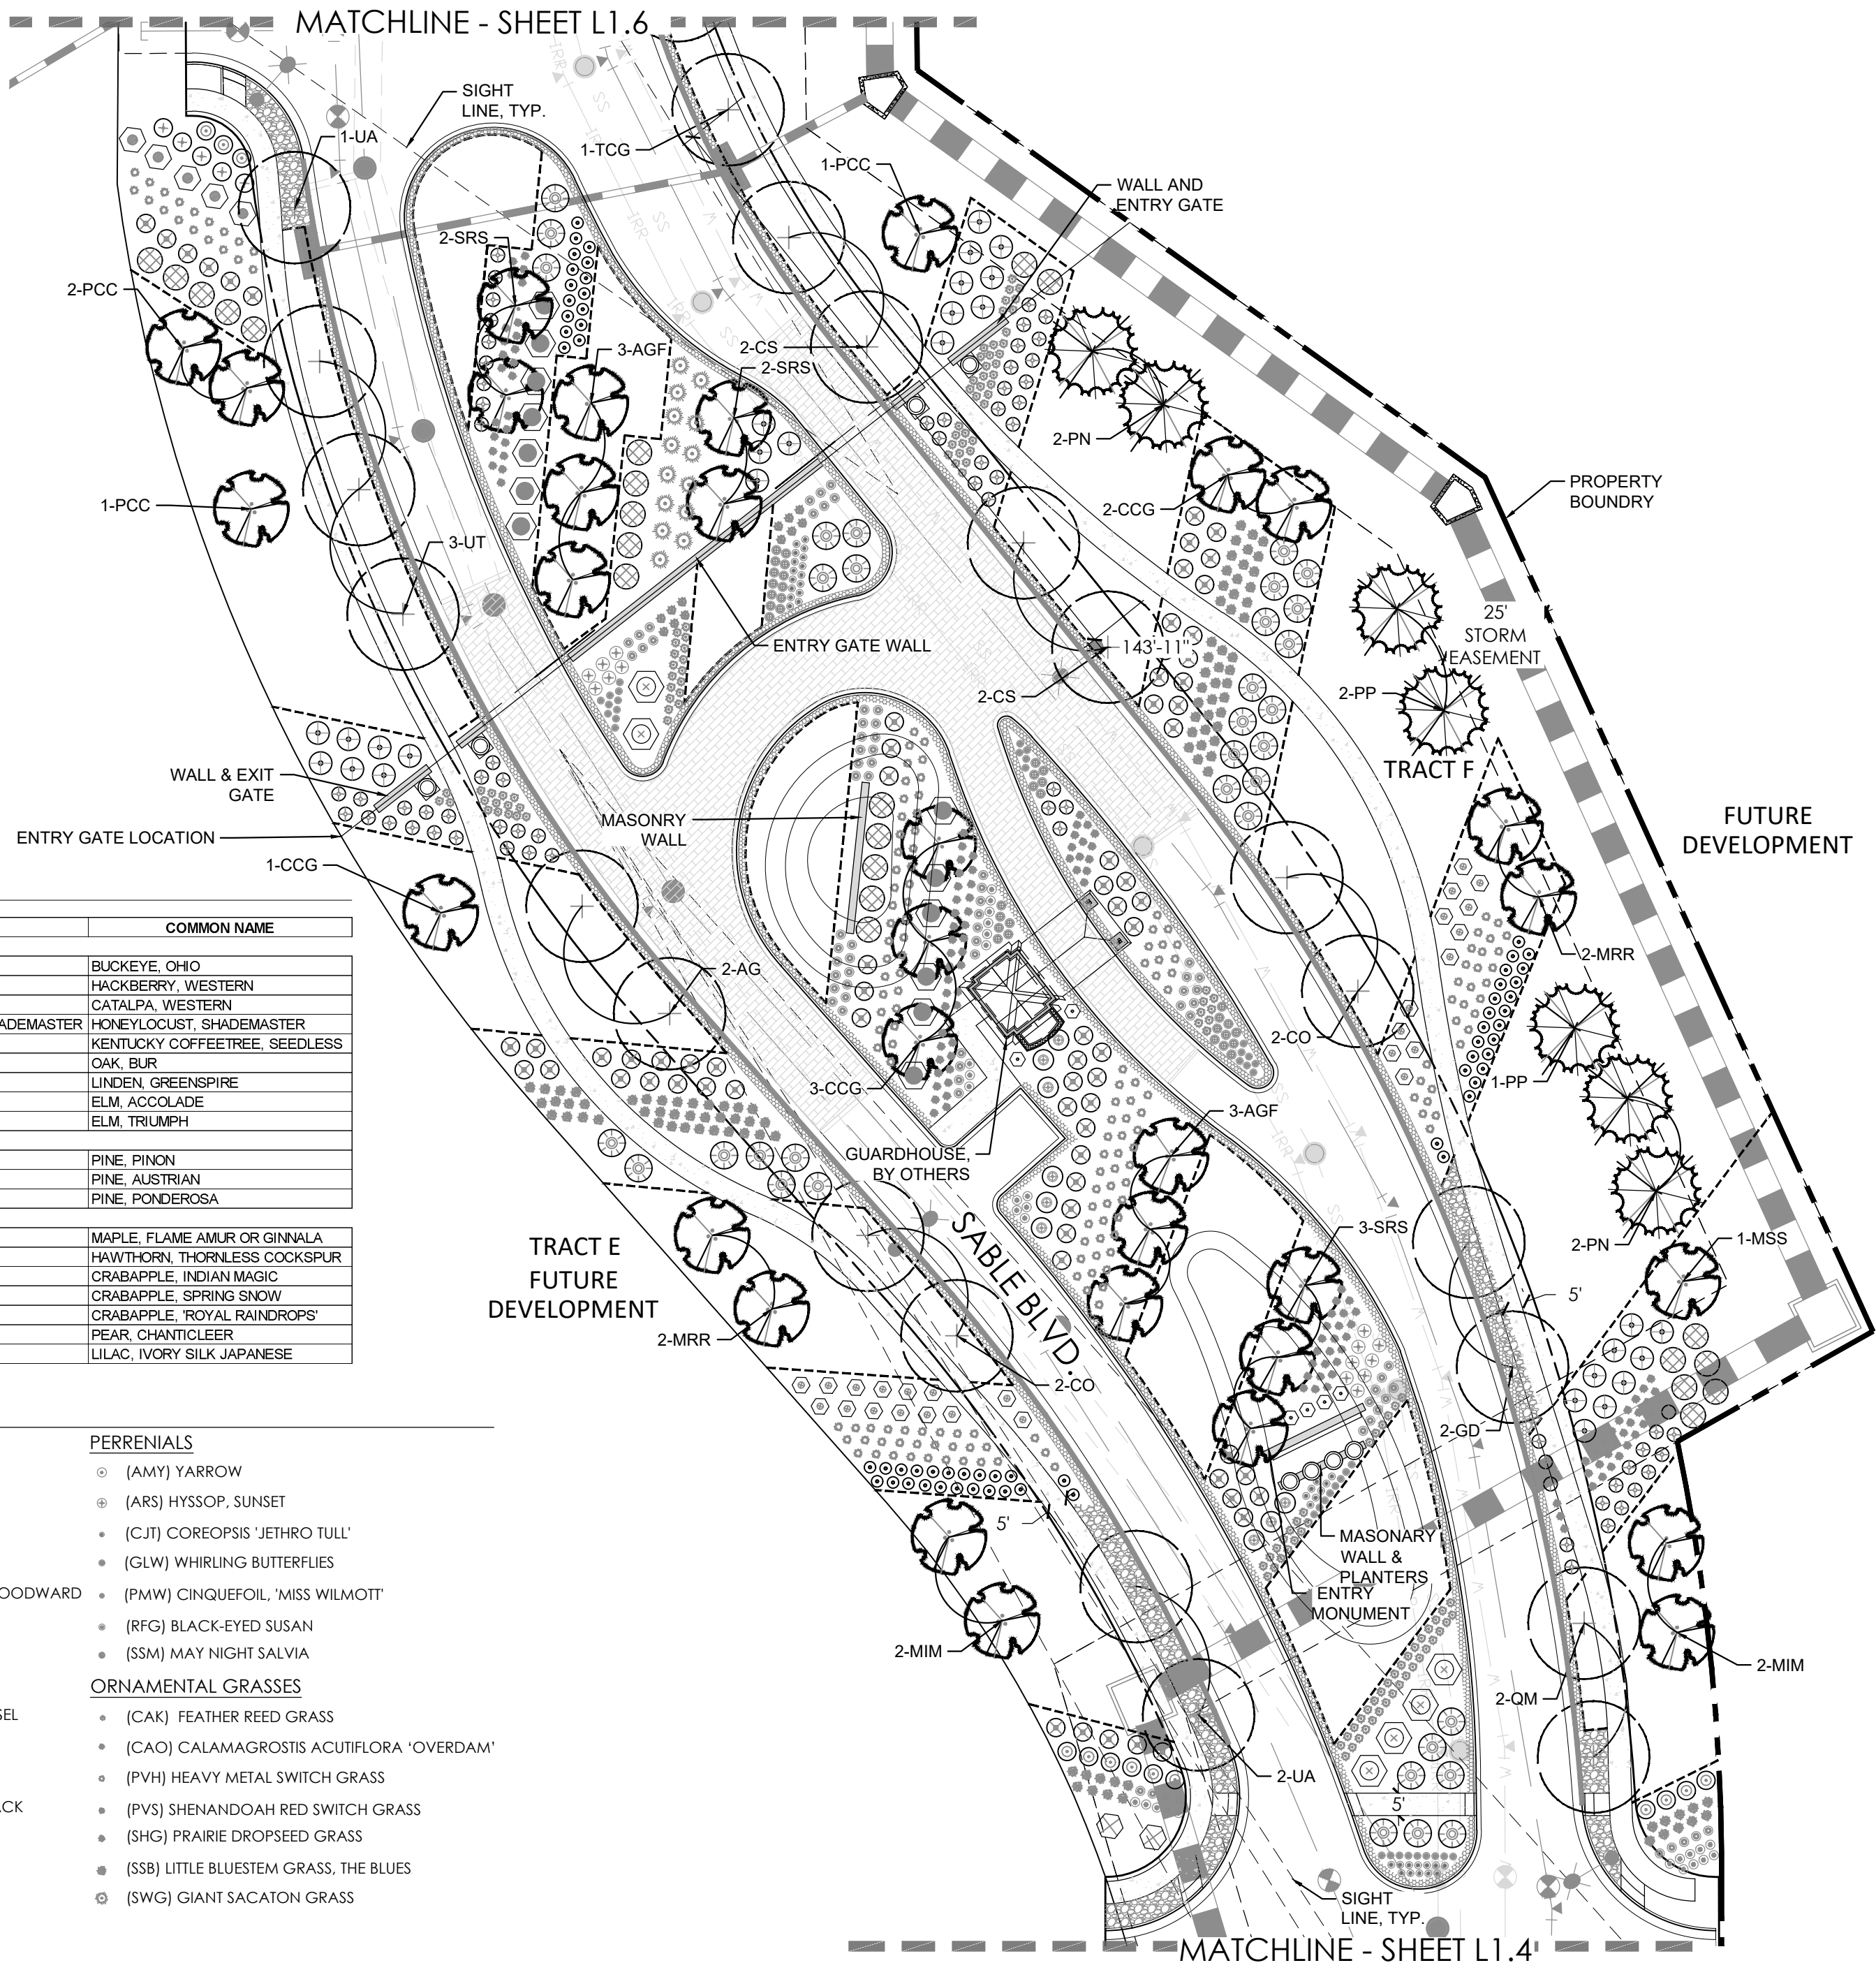 MATCHLINE - SHEET L1.6
SIGHT
LINE, TYP.
1-UA
1-TCG
1-PCC
WALL AND
ENTRY GATE
2-SRS
2-PCC
3-AGF
2-CS
2-SRS
2-PN
1-PCC
2-CCG
PROPERTY
BOUNDRY
3-UT
25'
STORM
EASEMENT
ENTRY GATE WALL
143'-11"
2-CS
2-PP
TRACT F
WALL & EXIT
GATE
MASONRY
WALL
ENTRY GATE LOCATION
FUTURE
DEVELOPMENT
1-CCG
2-MRR
2-AG
2-CO
1-PP
3-CCG
3-AGF
GUARDHOUSE,
BY OTHERS
SABLE BLVD.
3-SRS
1-MSS
2-PN
TRACT E
FUTURE
DEVELOPMENT
5'
2-MRR
2-CO
2-GD
5'
MASONARY
WALL &
PLANTERS
ENTRY
MONUMENT
2-MIM
2-MIM
2-QM
2-UA
5'
SIGHT
LINE, TYP.
MATCHLINE - SHEET L1.4
COMMON NAME
BUCKEYE, OHIO
HACKBERRY, WESTERN
CATALPA, WESTERN
ADEMASTER HONEYLOCUST, SHADEMASTER
KENTUCKY COFFEETREE, SEEDLESS
OAK, BUR
LINDEN, GREENSPIRE
ELM, ACCOLADE
ELM, TRIUMPH
PINE, PINON
PINE, AUSTRIAN
PINE, PONDEROSA
MAPLE, FLAME AMUR OR GINNALA
HAWTHORN, THORNLESS COCKSPUR
CRABAPPLE, INDIAN MAGIC
CRABAPPLE, SPRING SNOW
CRABAPPLE, 'ROYAL RAINDROPS'
PEAR, CHANTICLEER
LILAC, IVORY SILK JAPANESE
PERRENIALS
(AMY) YARROW
(ARS) HYSSOP, SUNSET
(CJT) COREOPSIS 'JETHRO TULL'
(GLW) WHIRLING BUTTERFLIES
OODWARD (PMW) CINQUEFOIL, 'MISS WILMOTT'
(RFG) BLACK-EYED SUSAN
(SSM) MAY NIGHT SALVIA
ORNAMENTAL GRASSES
SEL (CAK) FEATHER REED GRASS
(CAO) CALAMAGROSTIS ACUTIFLORA ‘OVERDAM’
(PVH) HEAVY METAL SWITCH GRASS
ACK (PVS) SHENANDOAH RED SWITCH GRASS
(SHG) PRAIRIE DROPSEED GRASS
(SSB) LITTLE BLUESTEM GRASS, THE BLUES
(SWG) GIANT SACATON GRASS